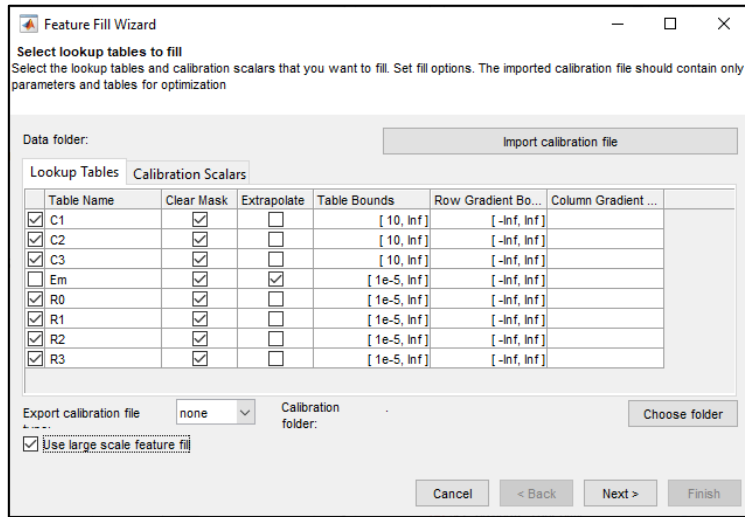 Feature Fill Wizard
Select lookup tables to fill
Select the lookup tables and calibration scalars that you want to fill. Set fill options. The imported calibration file should contain only
parameters and tables for optimization
Data folder: Import calibration file
Lookup Tables Calibration Scalars
Table Name Clear Mask Extrapolate Table Bounds Row Gradient Bo... Column Gradient ...
C1 [ 10, Inf ] [ -Inf, Inf ]
C2 [ 10, Inf ] [ -Inf, Inf ]
C3 [ 10, Inf ] [ -Inf, Inf ]
Em [ 1e-5, Inf ] [ -Inf, Inf ]
R0 [ 1e-5, Inf ] [ -Inf, Inf ]
R1 [ 1e-5, Inf ] [ -Inf, Inf ]
R2 [ 1e-5, Inf ] [ -Inf, Inf ]
R3 [ 1e-5, Inf ] [ -Inf, Inf ]
Export calibration file none Calibration folder: . Choose folder
Use large scale feature fill
Cancel < Back Next > Finish